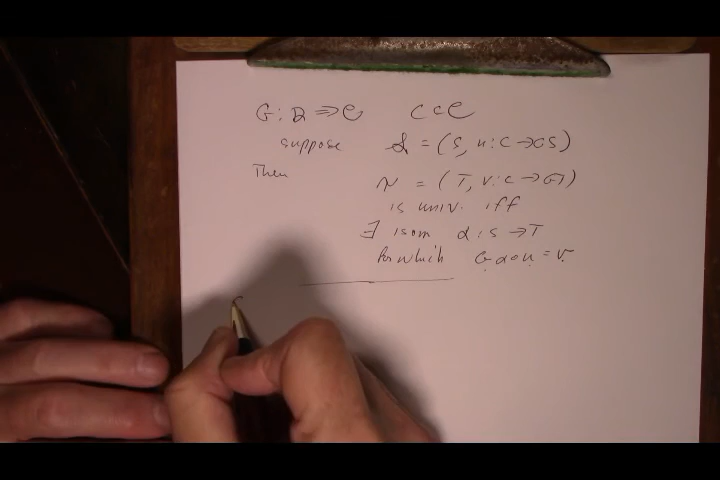 G : D ⇒ C   C ∈ C
suppose   S = (S, u : C → GS)
Then
N = (T, v : C → GT)
is univ. iff
∃ isom α : S → T
for which Gα∘u = v.